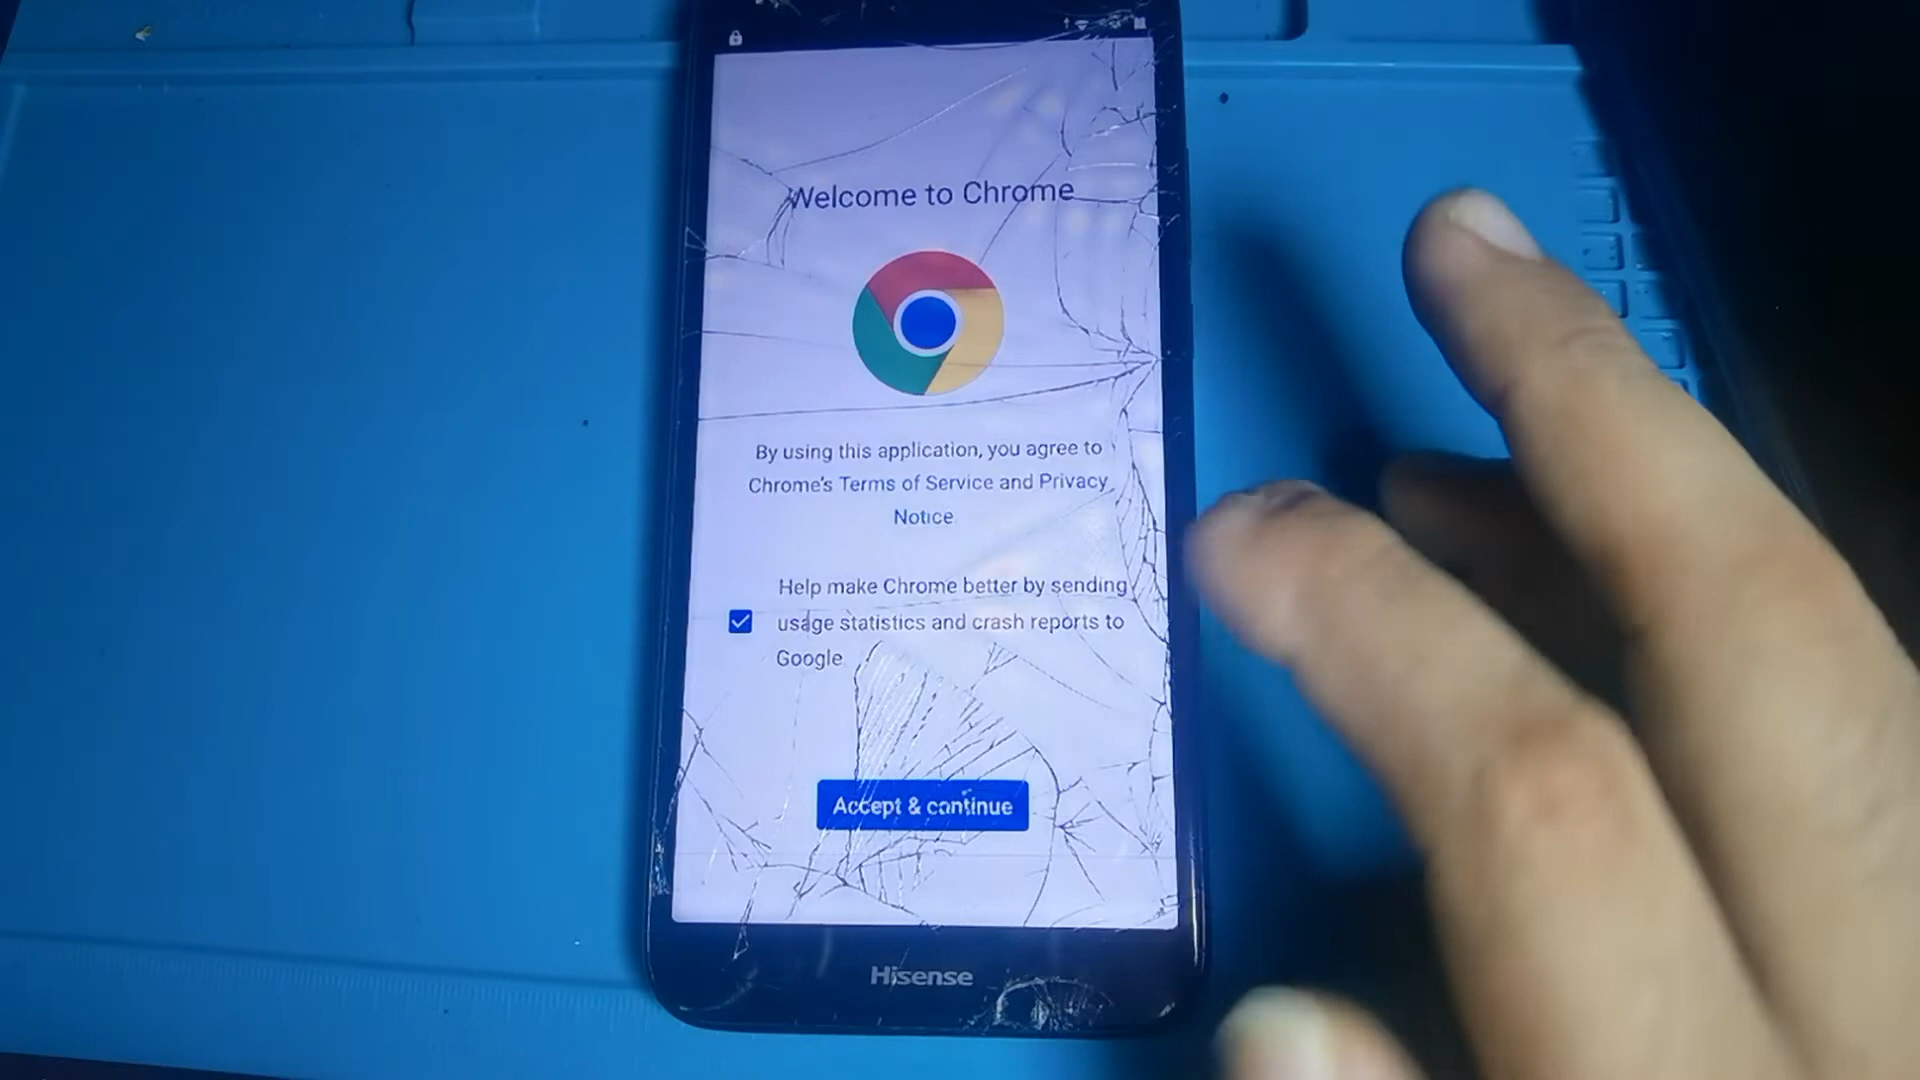 Welcome to Chrome
By using this application, you agree to
Chrome's Terms of Service and Privacy
Notice
Help make Chrome better by sending
usage statistics and crash reports to
Google
Accept & continue
Hisense